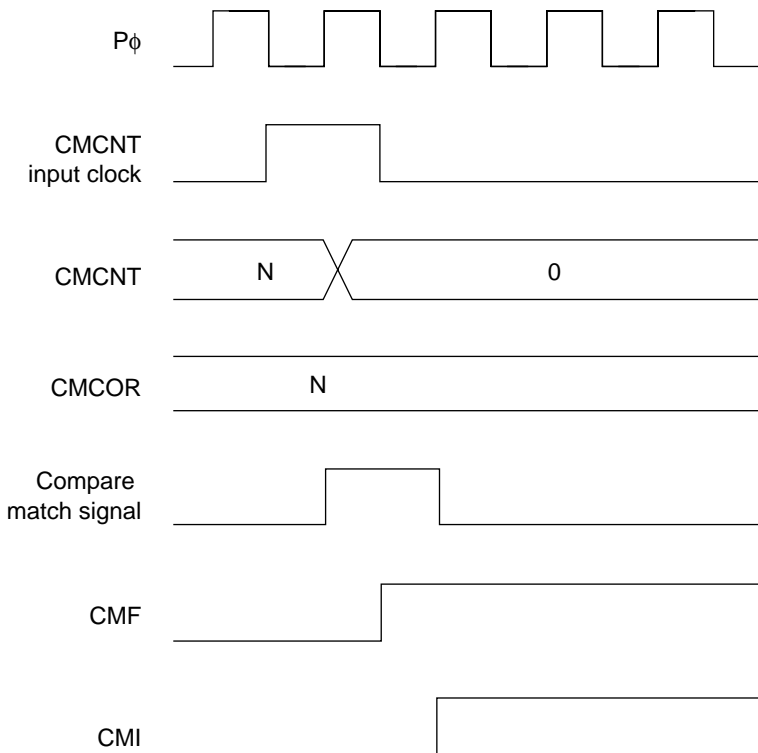 Pϕ
CMCNT
input clock
CMCNT
N
0
CMCOR
N
Compare
match signal
CMF
CMI